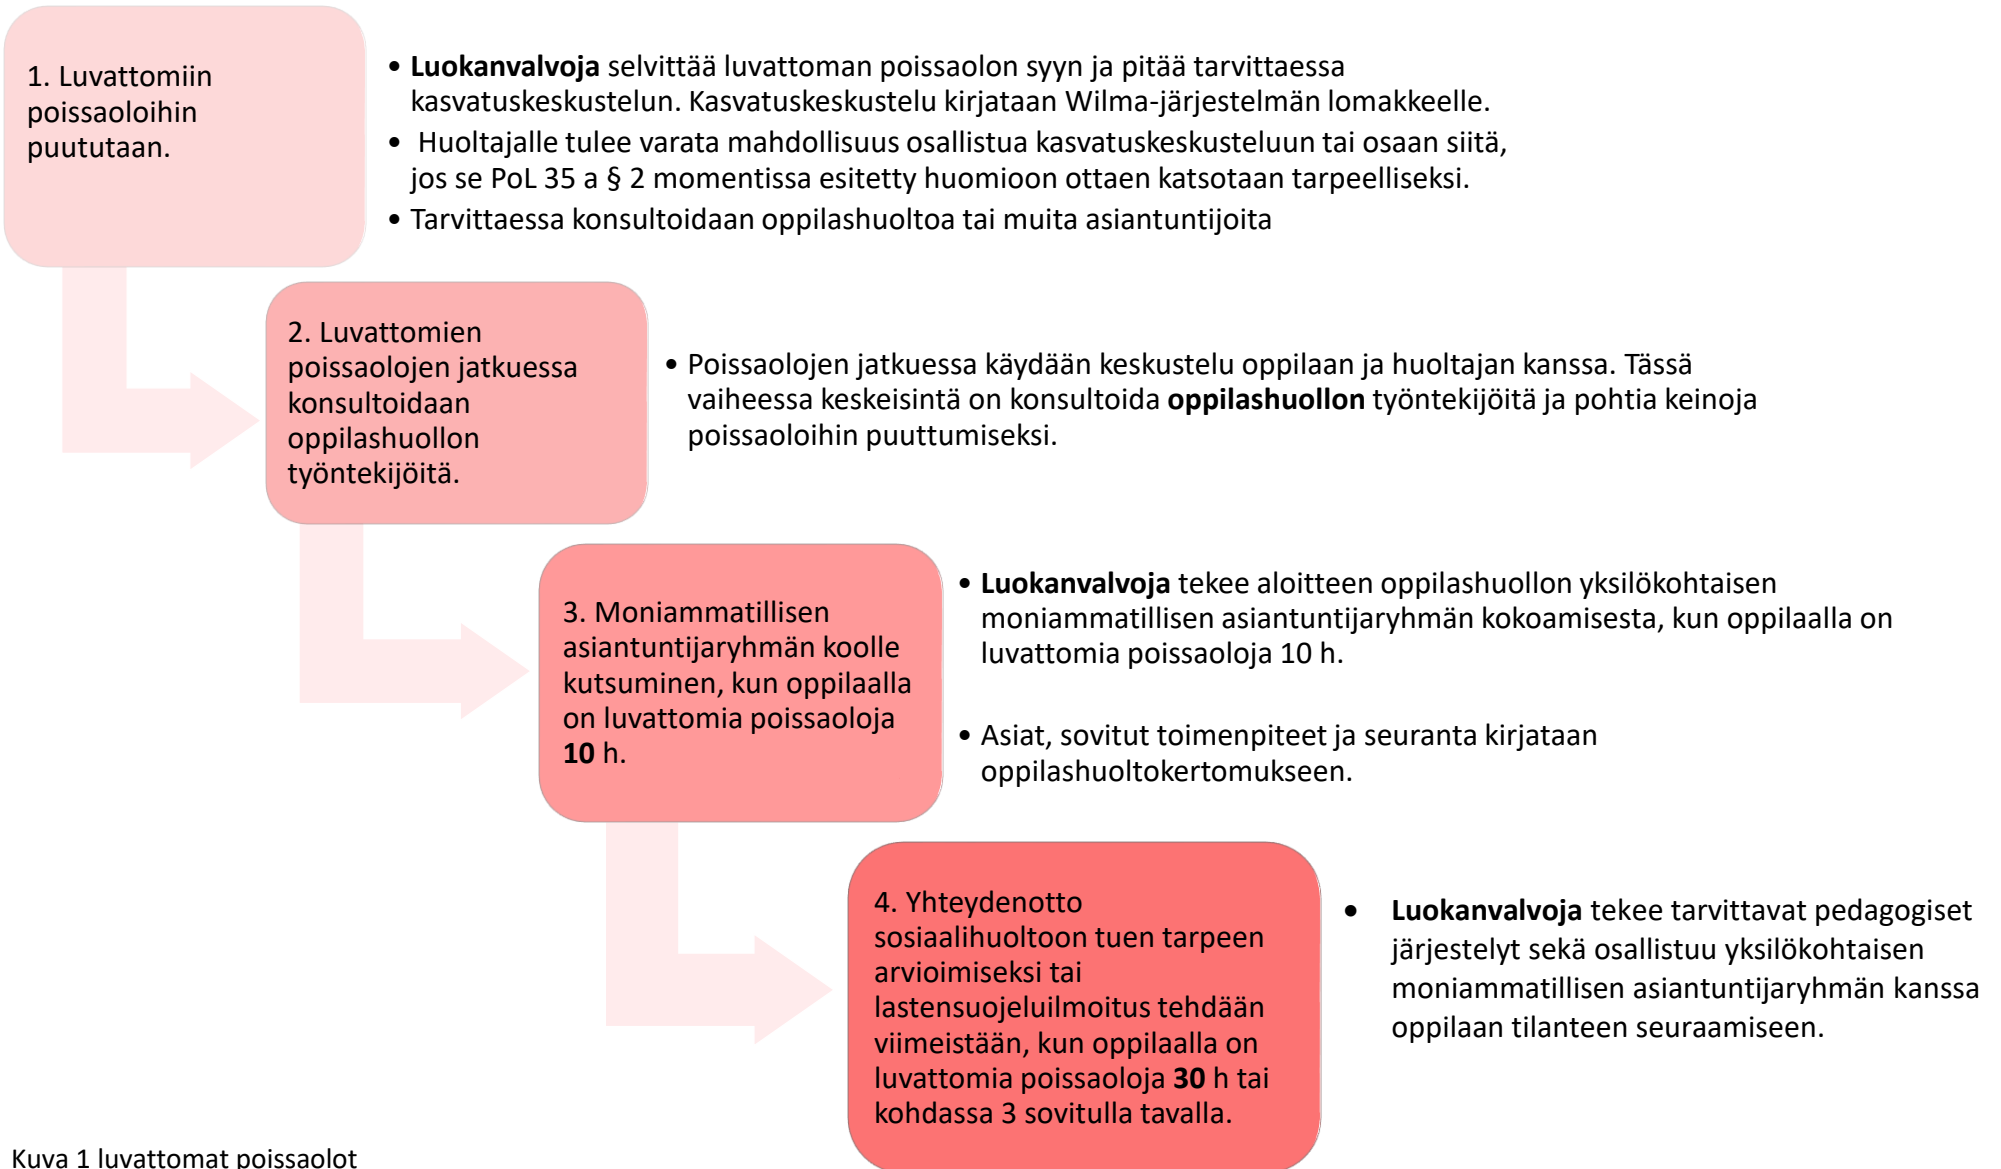 1. Luvattomiin
poissaoloihin
puututaan.
• Luokanvalvoja selvittää luvattoman poissaolon syyn ja pitää tarvittaessa
kasvatuskeskustelun. Kasvatuskeskustelu kirjataan Wilma-järjestelmän lomakkeelle.
• Huoltajalle tulee varata mahdollisuus osallistua kasvatuskeskusteluun tai osaan siitä,
jos se PoL 35 a § 2 momentissa esitetty huomioon ottaen katsotaan tarpeelliseksi.
• Tarvittaessa konsultoidaan oppilashuoltoa tai muita asiantuntijoita
2. Luvattomien
poissaolojen jatkuessa
konsultoidaan
oppilashuollon
työntekijöitä.
• Poissaolojen jatkuessa käydään keskustelu oppilaan ja huoltajan kanssa. Tässä
vaiheessa keskeisintä on konsultoida oppilashuollon työntekijöitä ja pohtia keinoja
poissaoloihin puuttumiseksi.
3. Moniammatillisen
asiantuntijaryhmän koolle
kutsuminen, kun oppilaalla
on luvattomia poissaoloja
10 h.
• Luokanvalvoja tekee aloitteen oppilashuollon yksilökohtaisen
moniammatillisen asiantuntijaryhmän kokoamisesta, kun oppilaalla on
luvattomia poissaoloja 10 h.
• Asiat, sovitut toimenpiteet ja seuranta kirjataan
oppilashuoltokertomukseen.
4. Yhteydenotto
sosiaalihuoltoon tuen tarpeen
arvioimiseksi tai
lastensuojeluilmoitus tehdään
viimeistään, kun oppilaalla on
luvattomia poissaoloja 30 h tai
kohdassa 3 sovitulla tavalla.
• Luokanvalvoja tekee tarvittavat pedagogiset
järjestelyt sekä osallistuu yksilökohtaisen
moniammatillisen asiantuntijaryhmän kanssa
oppilaan tilanteen seuraamiseen.
Kuva 1 luvattomat poissaolot